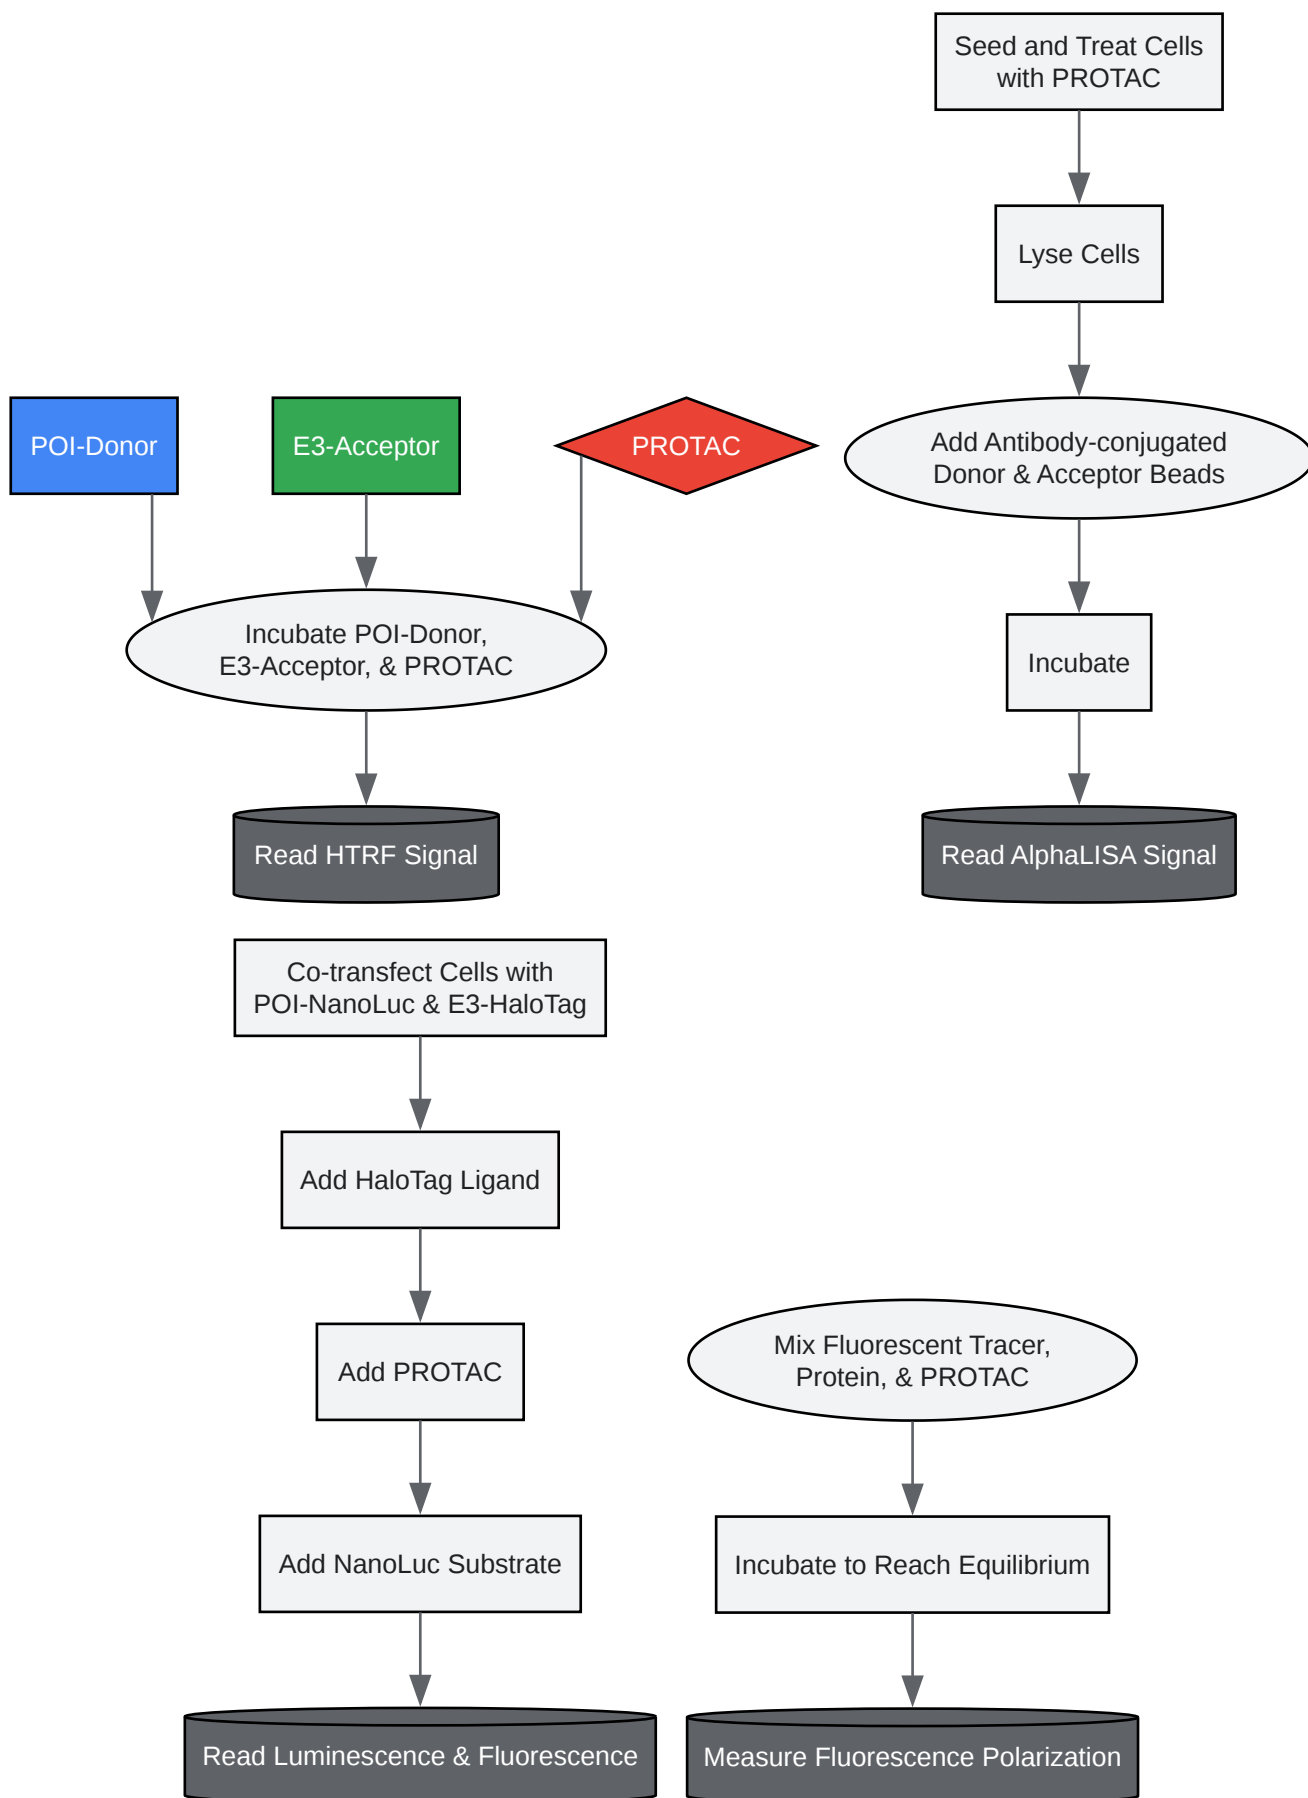 Seed and Treat Cells
with PROTAC
Lyse Cells
POI-Donor
E3-Acceptor
PROTAC
Add Antibody-conjugated
Donor & Acceptor Beads
Incubate POI-Donor,
E3-Acceptor, & PROTAC
Incubate
Read HTRF Signal
Read AlphaLISA Signal
Co-transfect Cells with
POI-NanoLuc & E3-HaloTag
Add HaloTag Ligand
Add PROTAC
Mix Fluorescent Tracer,
Protein, & PROTAC
Add NanoLuc Substrate
Incubate to Reach Equilibrium
Read Luminescence & Fluorescence
Measure Fluorescence Polarization